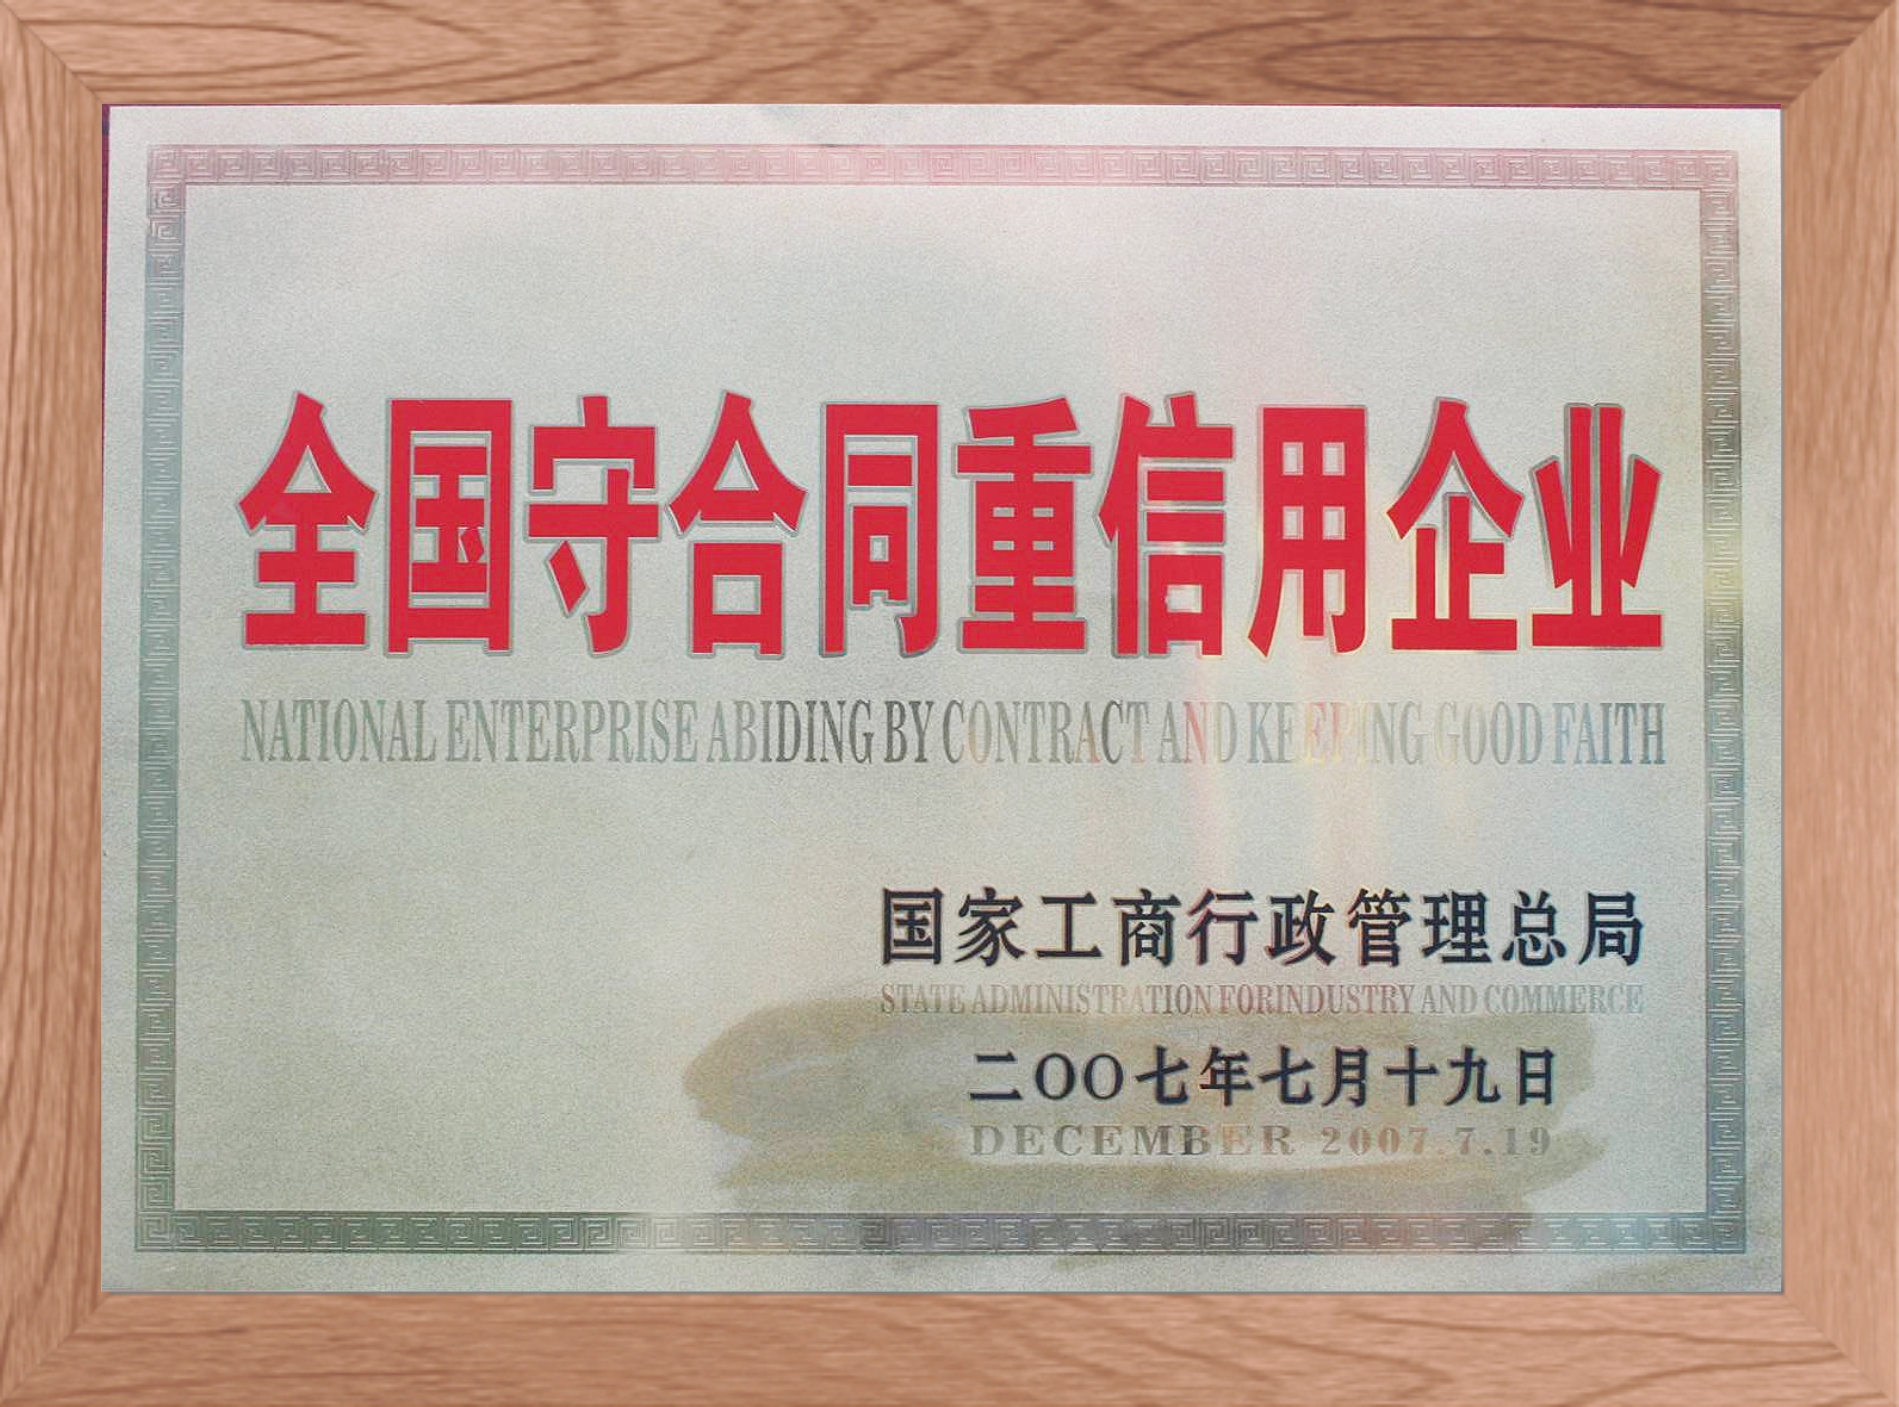 全国守合同重信用企业
NATIONAL ENTERPRISE ABIDING BY CONTRACT AND KEEPING GOOD FAITH
国家工商行政管理总局
STATE ADMINISTRATION FORINDUSTRY AND COMMERCE
二〇〇七年七月十九日
DECEMBER 2007.7.19